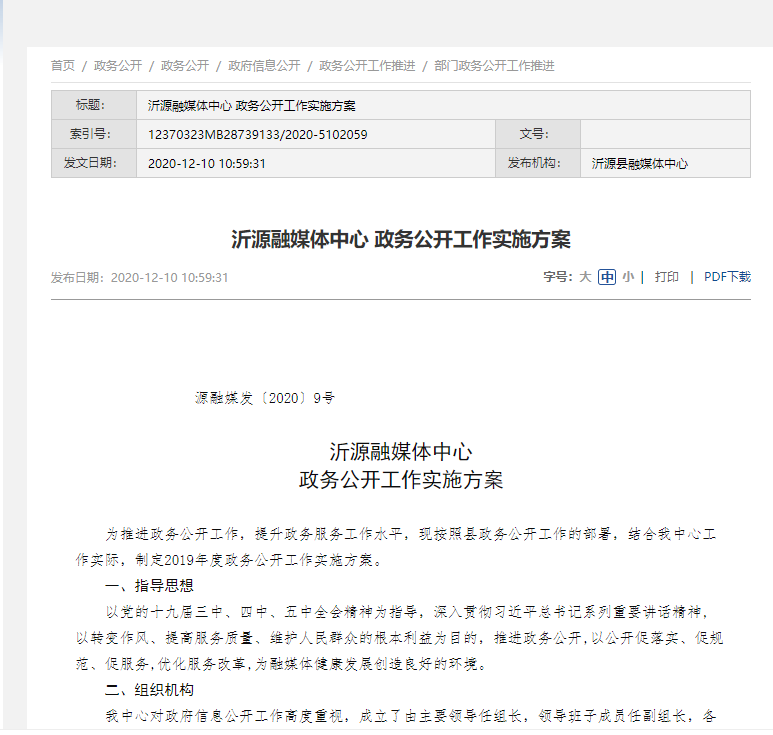 首页 / 政务公开 / 政务公开 / 政府信息公开 / 政务公开工作推进 / 部门政务公开工作推进
标题： 沂源融媒体中心 政务公开工作实施方案
索引号： 12370323MB28739133/2020-5102059 文号：
发文日期： 2020-12-10 10:59:31 发布机构： 沂源县融媒体中心
沂源融媒体中心 政务公开工作实施方案
发布日期：2020-12-10 10:59:31 字号：大 中 小 | 打印 | PDF下载
源融媒发〔2020〕9号
沂源融媒体中心
政务公开工作实施方案
为推进政务公开工作，提升政务服务工作水平，现按照县政务公开工作的部署，结合我中心工
作实际，制定2019年度政务公开工作实施方案。
一、指导思想
以党的十九届三中、四中、五中全会精神为指导，深入贯彻习近平总书记系列重要讲话精神，
以转变作风、提高服务质量、维护人民群众的根本利益为目的，推进政务公开,以公开促落实、促规
范、促服务,优化服务改革,为融媒体健康发展创造良好的环境。
二、组织机构
我中心对政府信息公开工作高度重视，成立了由主要领导任组长，领导班子成员任副组长，各